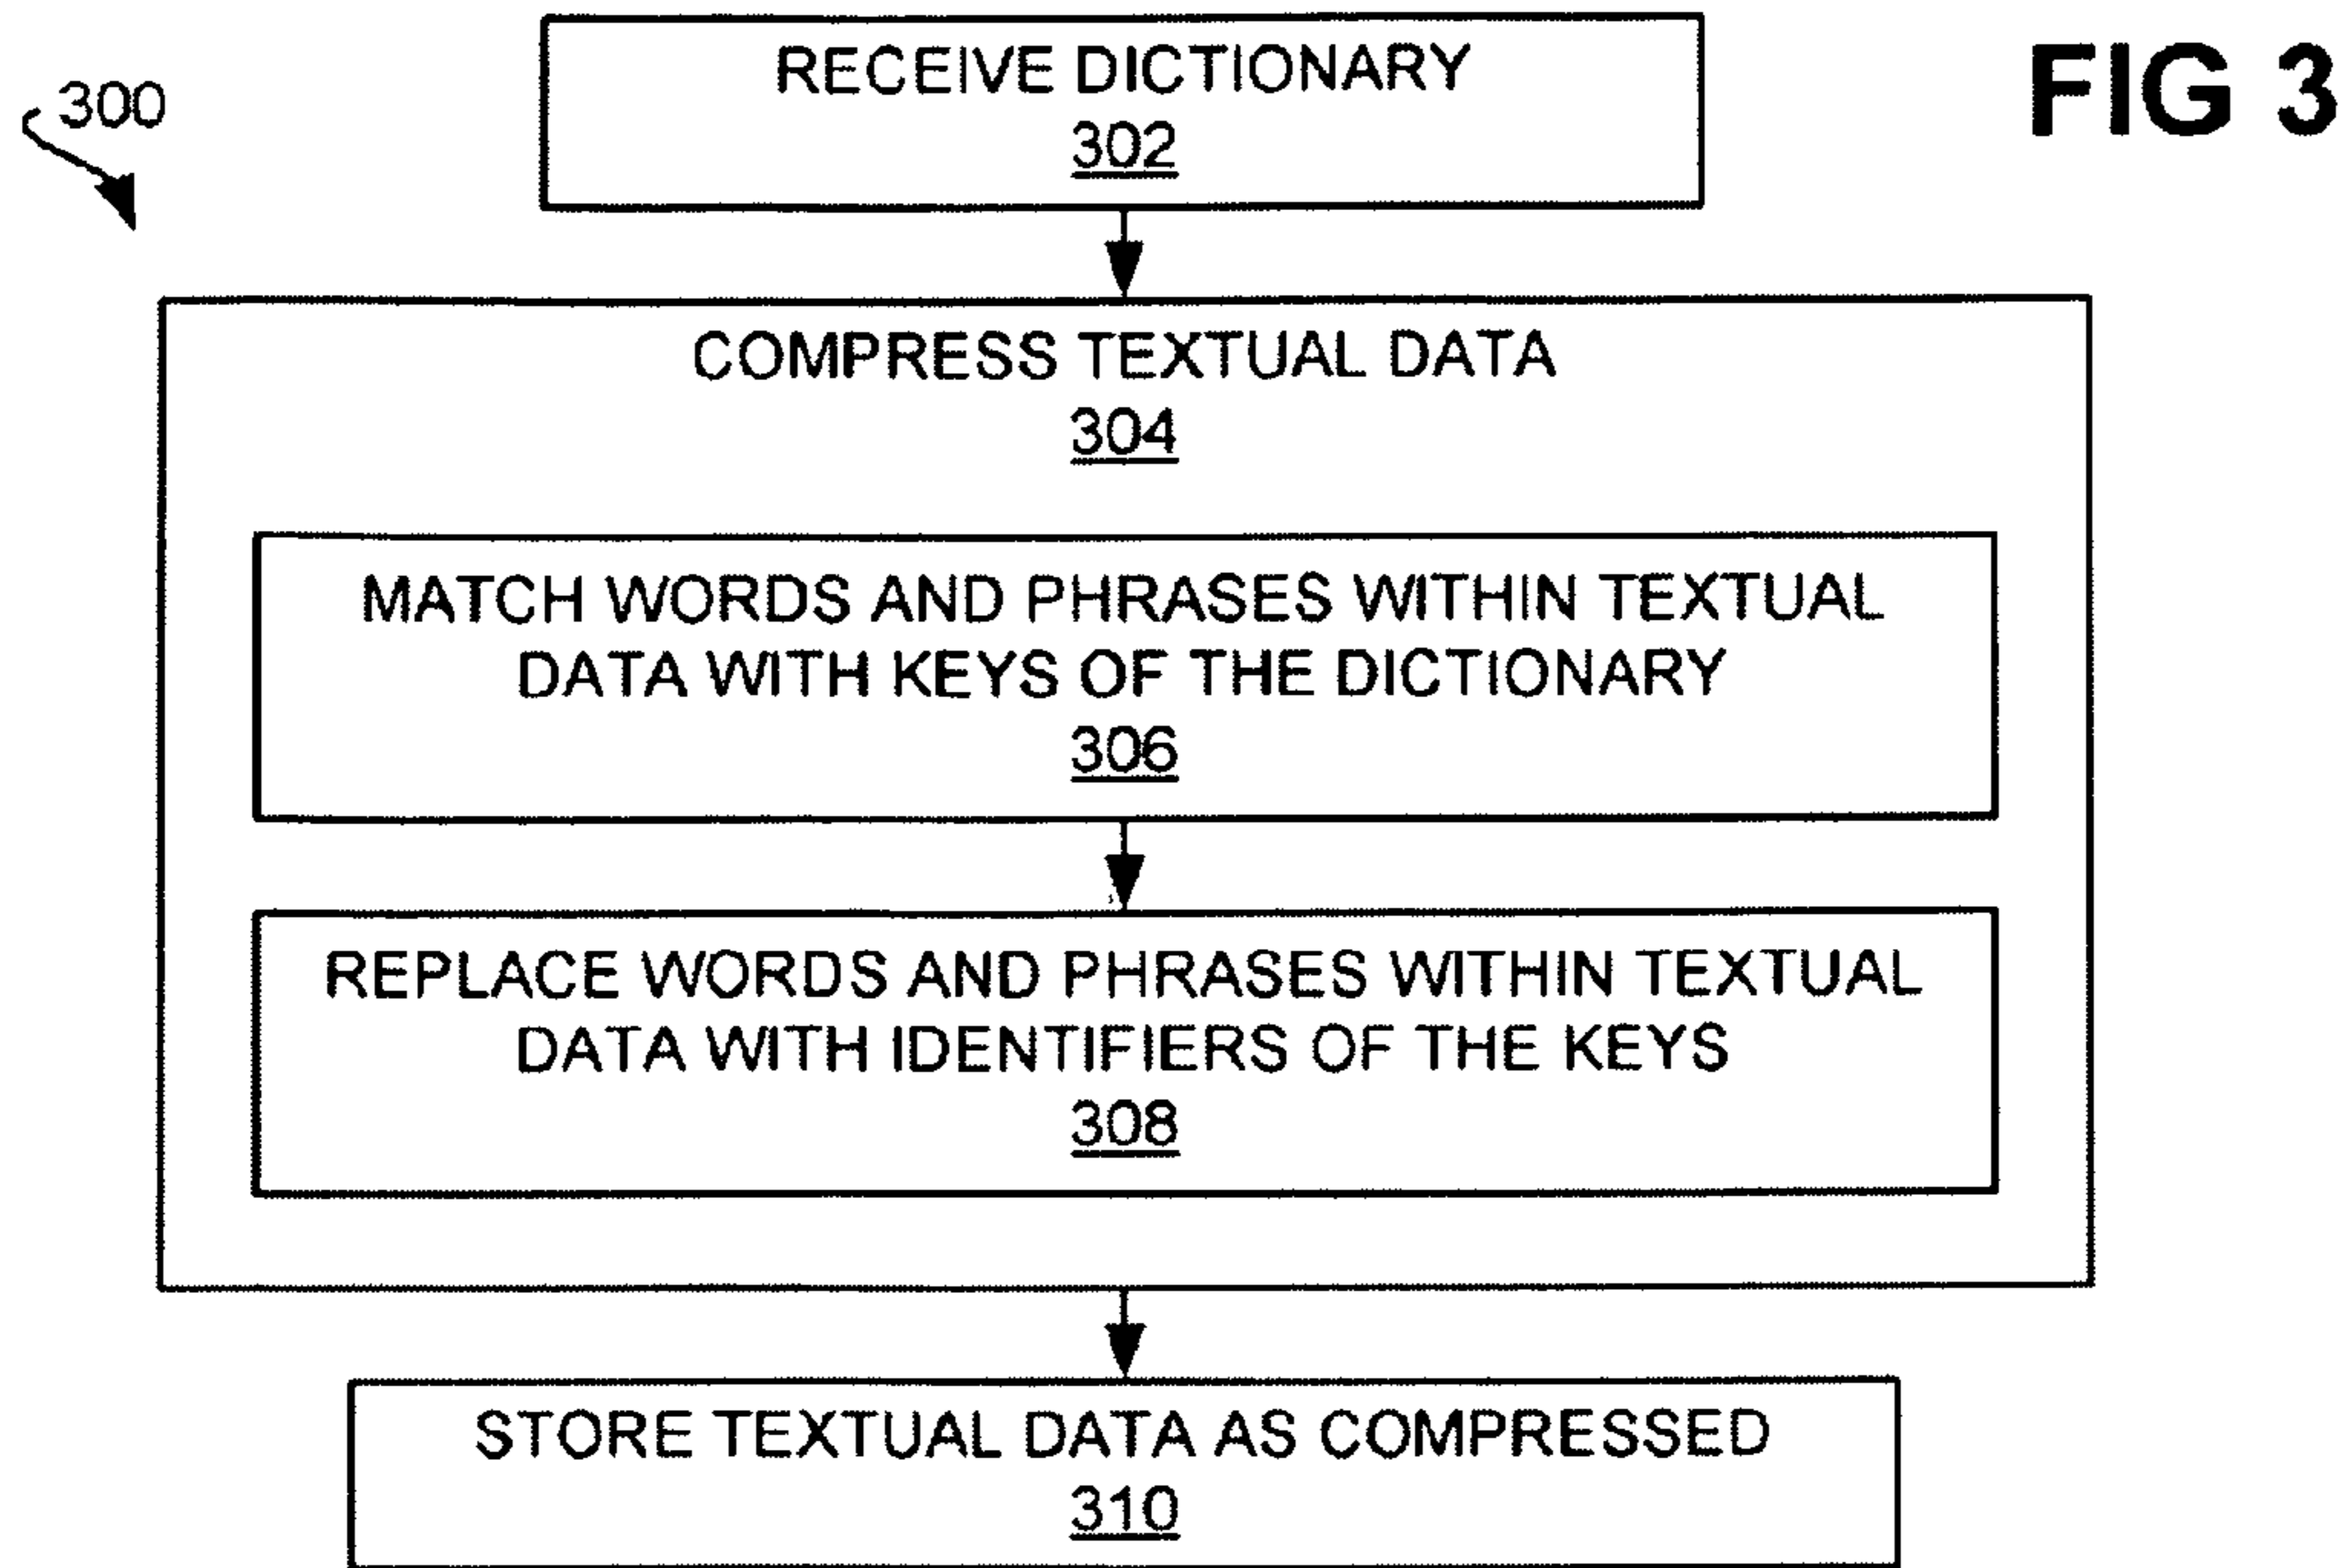 FIG 3
300
RECEIVE DICTIONARY
302
COMPRESS TEXTUAL DATA
304
MATCH WORDS AND PHRASES WITHIN TEXTUAL
DATA WITH KEYS OF THE DICTIONARY
306
REPLACE WORDS AND PHRASES WITHIN TEXTUAL
DATA WITH IDENTIFIERS OF THE KEYS
308
STORE TEXTUAL DATA AS COMPRESSED
310